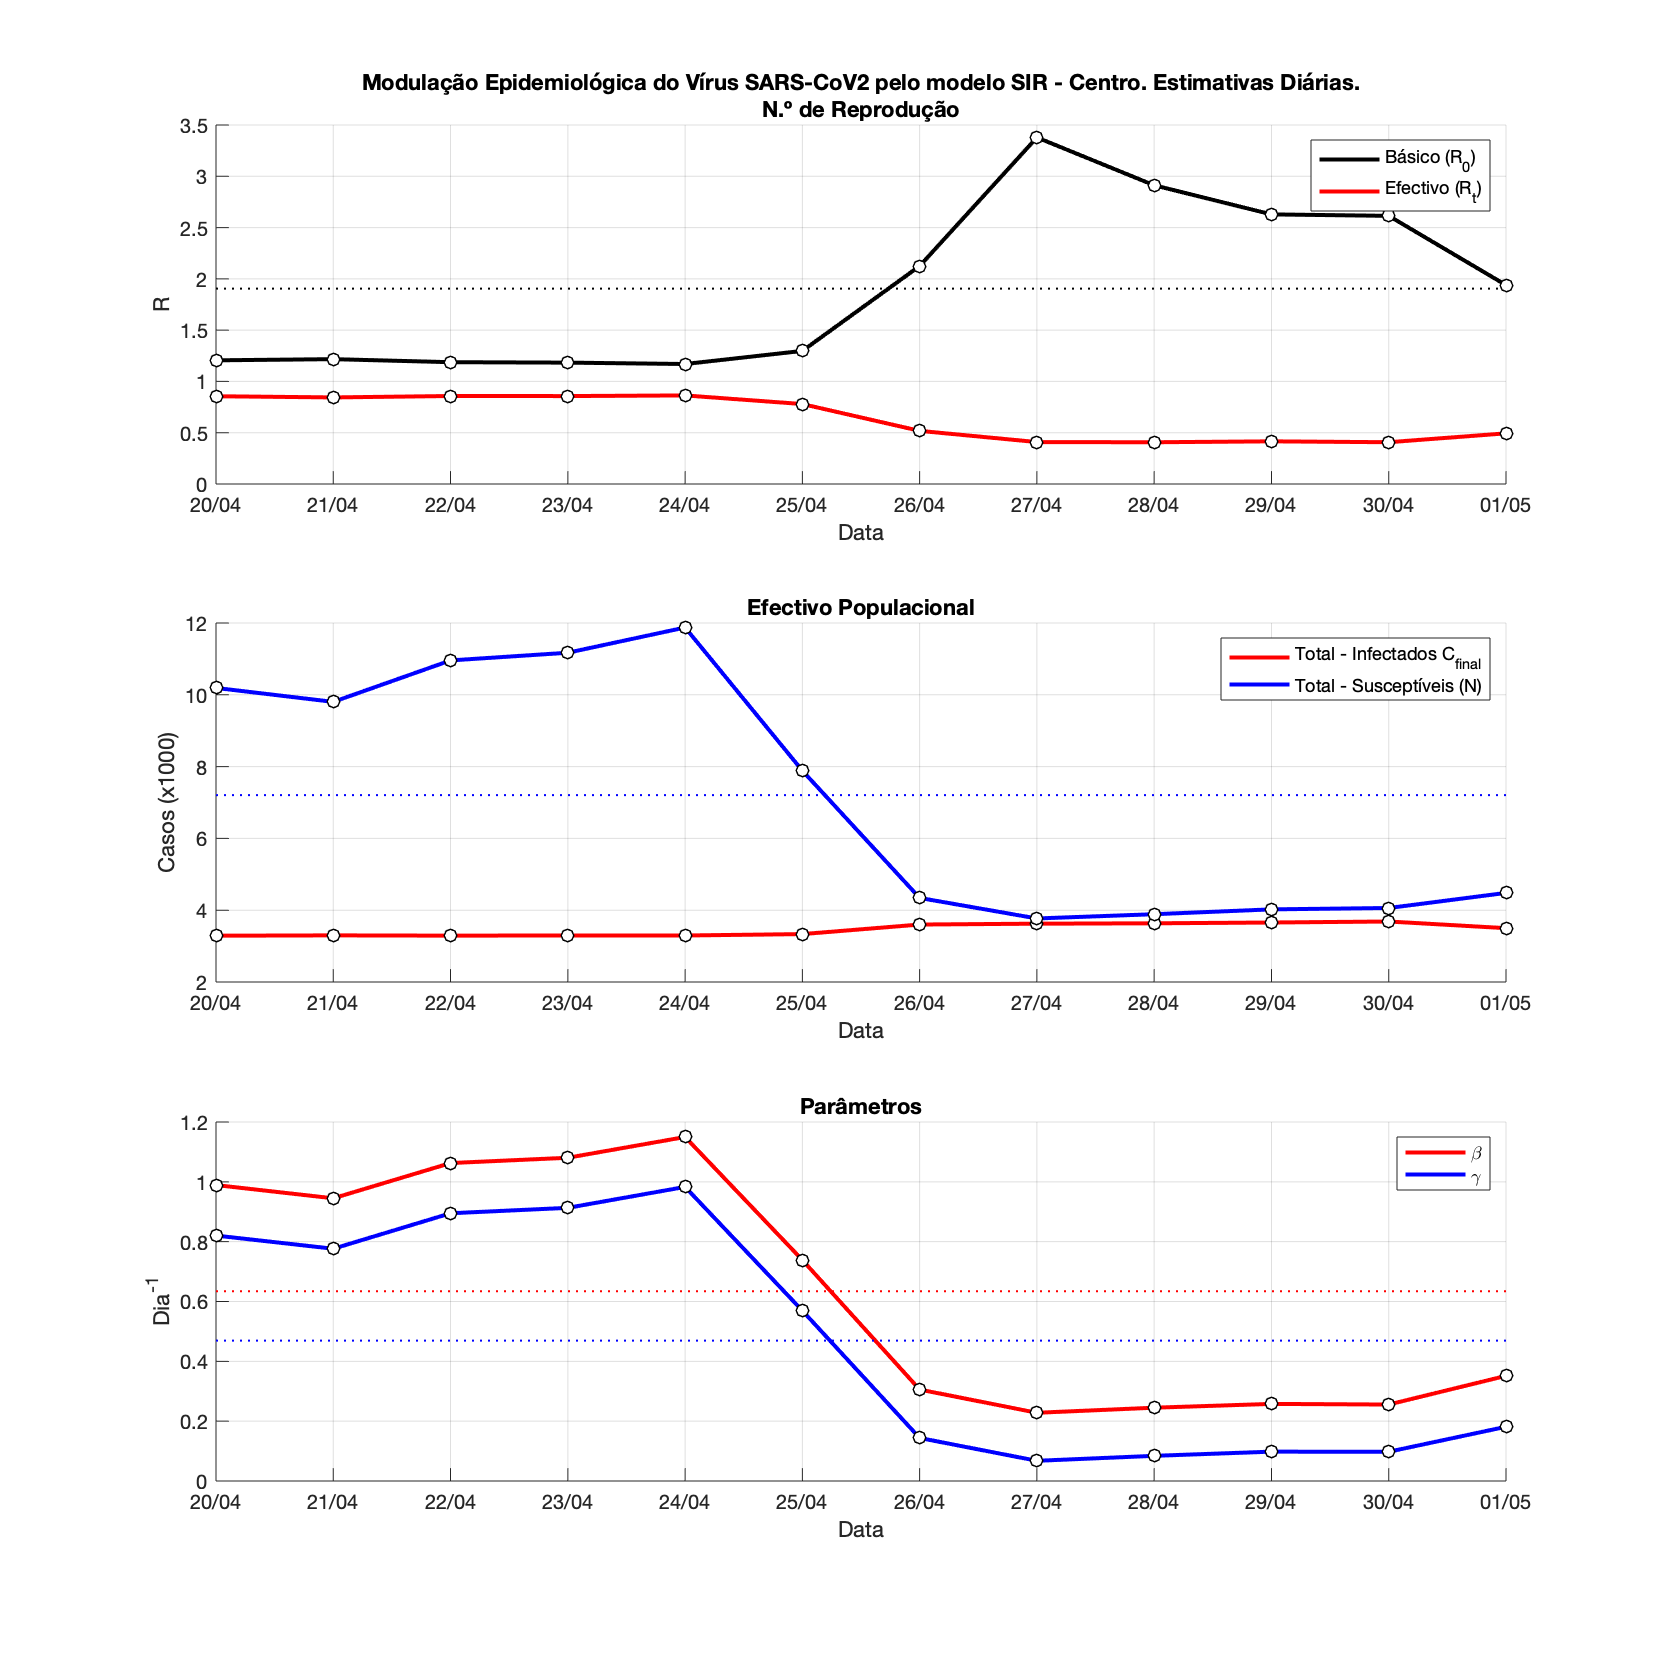 Modulação Epidemiológica do Vírus SARS-CoV2 pelo modelo SIR - Centro. Estimativas Diárias.
N.º de Reprodução
3.5
3
2.5
2
1.5
1
0.5
0
R
Básico (R0)
Efectivo (Rt)
20/04 21/04 22/04 23/04 24/04 25/04 26/04 27/04 28/04 29/04 30/04 01/05
Data
Efectivo Populacional
12
10
8
6
4
2
Casos (x1000)
Total - Infectados Cfinal
Total - Susceptíveis (N)
20/04 21/04 22/04 23/04 24/04 25/04 26/04 27/04 28/04 29/04 30/04 01/05
Data
Parâmetros
1.2
1
0.8
0.6
0.4
0.2
0
Dia-1
β
γ
20/04 21/04 22/04 23/04 24/04 25/04 26/04 27/04 28/04 29/04 30/04 01/05
Data